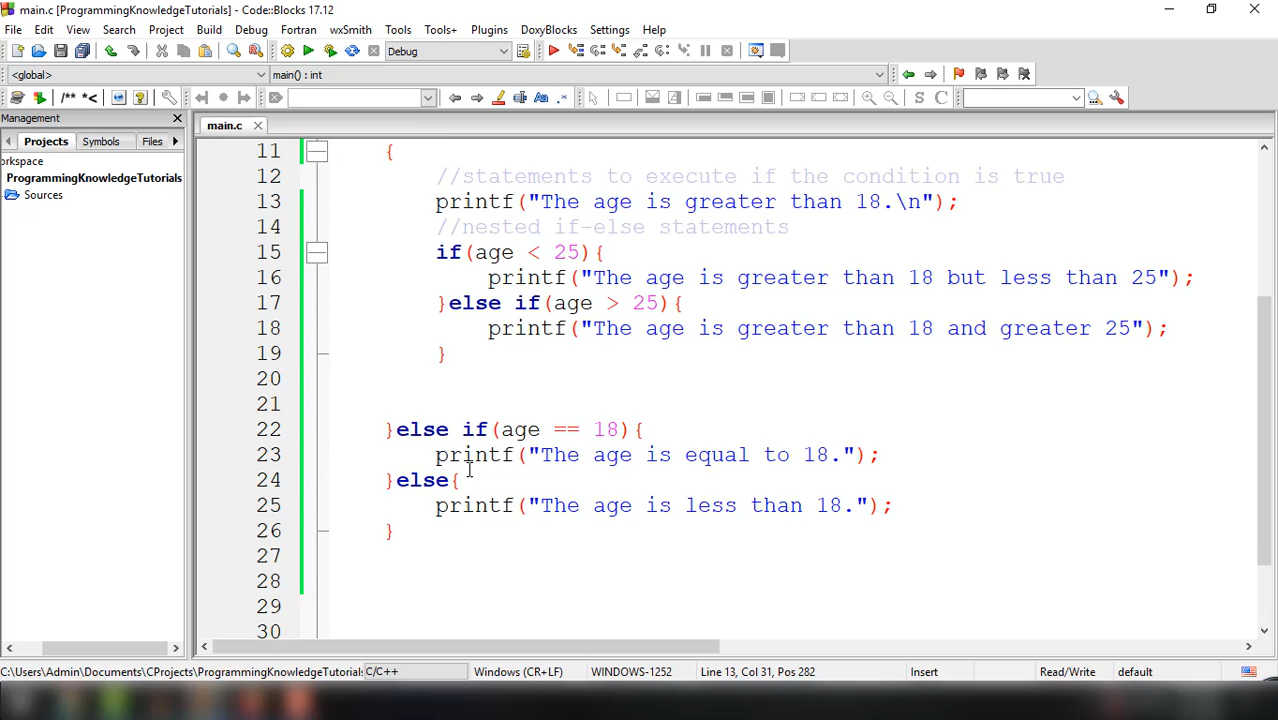 main.c [ProgrammingKnowledgeTutorials] - Code::Blocks 17.12
File Edit View Search Project Build Debug Fortran wxSmith Tools Tools+ Plugins DoxyBlocks Settings Help
Debug
<global> main() : int
/** *<
Aa .*
S C
Management
main.c
Projects Symbols Files
orkspace
ProgrammingKnowledgeTutorials
Sources
11 {
12 //statements to execute if the condition is true
13 printf("The age is greater than 18.\n");
14 //nested if-else statements
15 if(age < 25){
16 printf("The age is greater than 18 but less than 25");
17 }else if(age > 25){
18 printf("The age is greater than 18 and greater 25");
19 }
20
21
22 }else if(age == 18){
23 printf("The age is equal to 18.");
24 }else{
25 printf("The age is less than 18.");
26 }
27
28
29
30
C:\Users\Admin\Documents\CProjects\ProgrammingKnowledgeTutorials C/C++ Windows (CR+LF) WINDOWS-1252 Line 13, Col 31, Pos 282 Insert Read/Write default